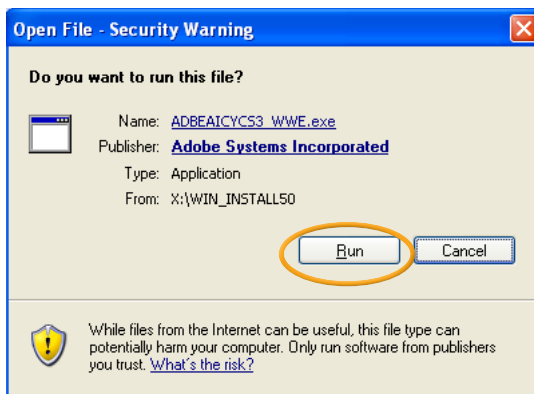 Open File - Security Warning
Do you want to run this file?
Name: ADBEAICYCS3_WWE.exe
Publisher: Adobe Systems Incorporated
Type: Application
From: X:\WIN_INSTALL50
Run Cancel
While files from the Internet can be useful, this file type can
potentially harm your computer. Only run software from publishers
you trust. What's the risk?